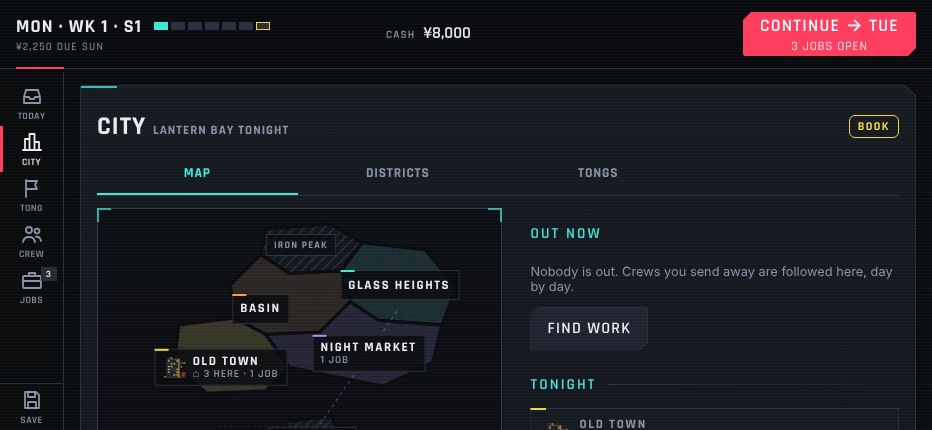 MON · WK 1 · S1
¥2,250 DUE SUN
CASH ¥8,000
CONTINUE → TUE
3 JOBS OPEN
TODAY
CITY
TONG
CREW
3
JOBS
SAVE
CITY LANTERN BAY TONIGHT
BOOK
MAP
DISTRICTS
TONGS
IRON PEAK
GLASS HEIGHTS
BASIN
NIGHT MARKET
1 JOB
OLD TOWN
⌂ 3 HERE · 1 JOB
OUT NOW
Nobody is out. Crews you send away are followed here, day
by day.
FIND WORK
TONIGHT
OLD TOWN